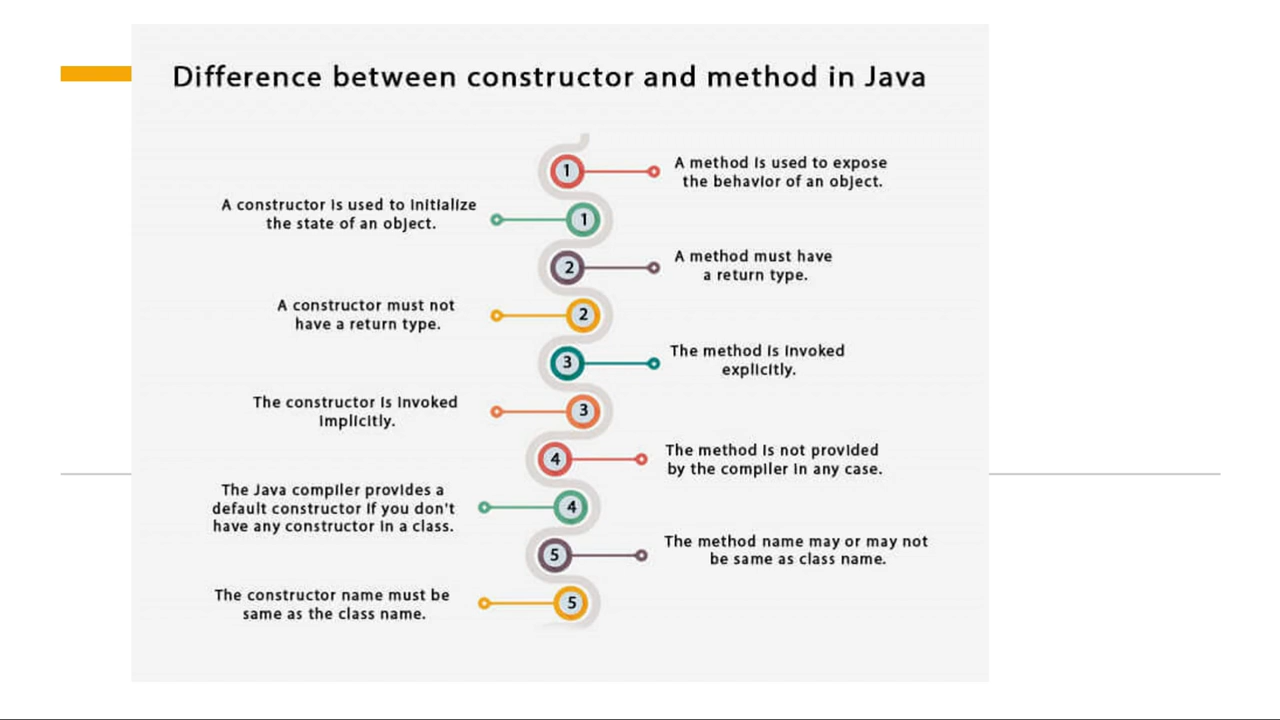 Difference between constructor and method in Java
1
A method is used to expose
the behavior of an object.
A constructor is used to initialize
the state of an object.
1
2
A method must have
a return type.
A constructor must not
have a return type.
2
3
The method is invoked
explicitly.
The constructor is invoked
implicitly.
3
4
The method is not provided
by the compiler in any case.
The Java compiler provides a
default constructor if you don't
have any constructor in a class.
4
5
The method name may or may not
be same as class name.
The constructor name must be
same as the class name.
5